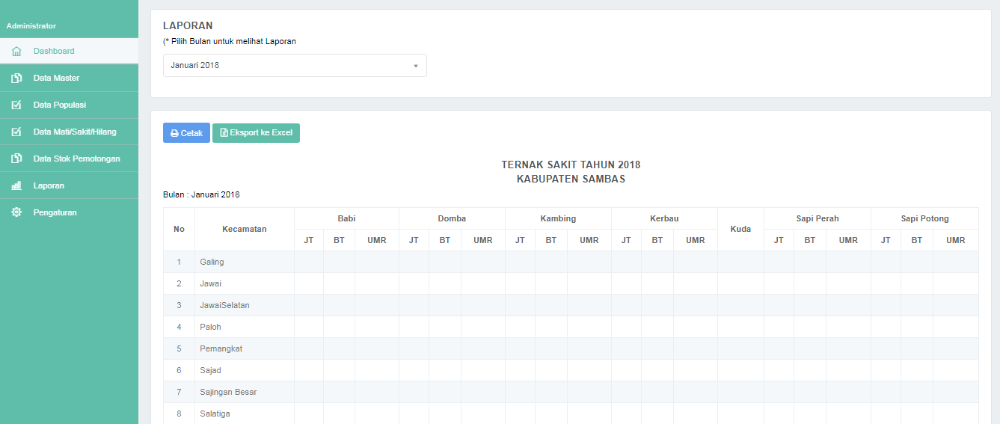 Administrator
Dashboard
Data Master
Data Populasi
Data Mati/Sakit/Hilang
Data Stok Pemotongan
Laporan
Pengaturan
LAPORAN
(* Pilih Bulan untuk melihat Laporan
Januari 2018
Cetak Eksport ke Excel
TERNAK SAKIT TAHUN 2018
KABUPATEN SAMBAS
Bulan : Januari 2018
No Kecamatan Babi Domba Kambing Kerbau Kuda Sapi Perah Sapi Potong
JT BT UMR JT BT UMR JT BT UMR JT BT UMR JT BT UMR JT BT UMR
1 Galing
2 Jawai
3 JawaiSelatan
4 Paloh
5 Pemangkat
6 Sajad
7 Sajingan Besar
8 Salatiga